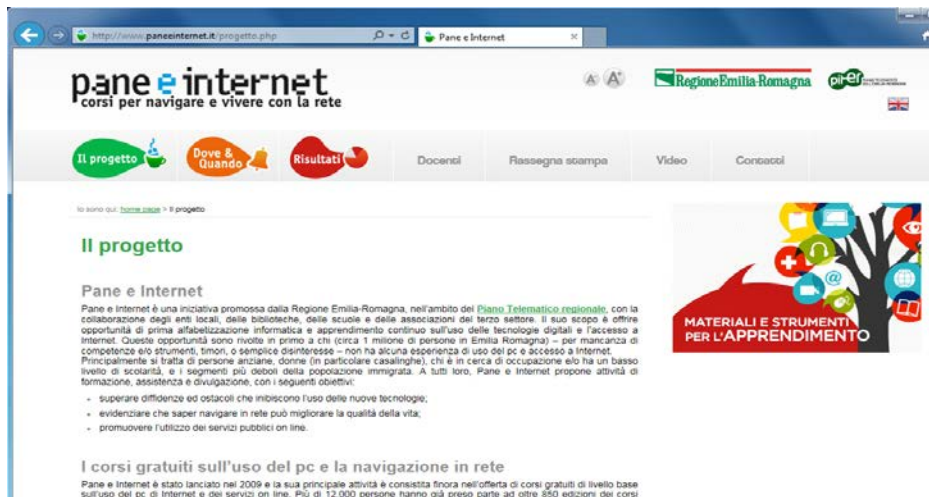 http://www.paneeinternet.it/progetto.php
Pane e Internet
pane e internet
corsi per navigare e vivere con la rete
A A+
RegioneEmilia-Romagna
piter
Il progetto
Dove & Quando
Risultati
Docenti
Rassegna stampa
Video
Contatti
Io sono qui: home page > Il progetto
Il progetto
MATERIALI E STRUMENTI
PER L'APPRENDIMENTO
Pane e Internet
Pane e Internet è una iniziativa promossa dalla Regione Emilia-Romagna, nell'ambito del Piano Telematico regionale, con la
collaborazione degli enti locali, delle biblioteche, delle scuole e delle associazioni del terzo settore. Il suo scopo è offrire
opportunità di prima alfabetizzazione informatica e apprendimento continuo sull'uso delle tecnologie digitali e l'accesso a
Internet. Queste opportunità sono rivolte in primo a chi (circa 1 milione di persone in Emilia Romagna) – per mancanza di
competenze e/o strumenti, timori, o semplice disinteresse – non ha alcuna esperienza di uso del pc e accesso a Internet.
Principalmente si tratta di persone anziane, donne (in particolare casalinghe), chi è in cerca di occupazione e/o ha un basso
livello di scolarità, e i segmenti più deboli della popolazione immigrata. A tutti loro, Pane e Internet propone attività di
formazione, assistenza e divulgazione, con i seguenti obiettivi:
- superare diffidenze ed ostacoli che inibiscono l'uso delle nuove tecnologie;
- evidenziare che saper navigare in rete può migliorare la qualità della vita;
- promuovere l'utilizzo dei servizi pubblici on line.
I corsi gratuiti sull'uso del pc e la navigazione in rete
Pane e Internet è stato lanciato nel 2009 e la sua principale attività è consistita finora nell'offerta di corsi gratuiti di livello base
sull'uso del pc di Internet e dei servizi on line. Più di 12.000 persone hanno già preso parte ad oltre 850 edizioni dei corsi